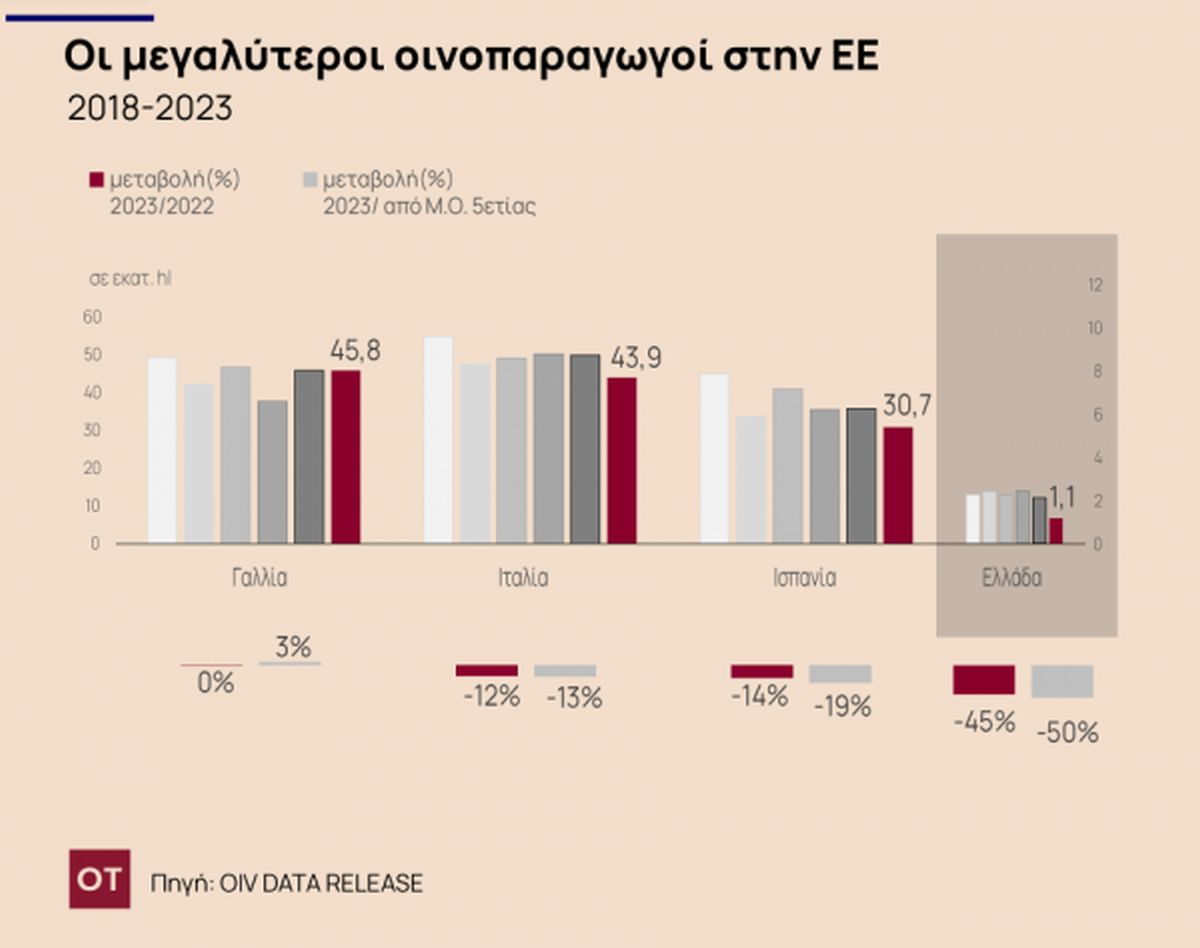 Οι μεγαλύτεροι οινοπαραγωγοί στην ΕΕ
2018-2023
μεταβολή(%)
2023/2022
μεταβολή(%)
2023/ από Μ.Ο. 5ετίας
σε εκατ. hl
60
50
40
30
20
10
0
45,8
43,9
30,7
1,1
12
10
8
6
4
2
0
Γαλλία
Ιταλία
Ισπανία
Ελλάδα
0%
3%
-12%
-13%
-14%
-19%
-45%
-50%
ΟΤ
Πηγή: OIV DATA RELEASE